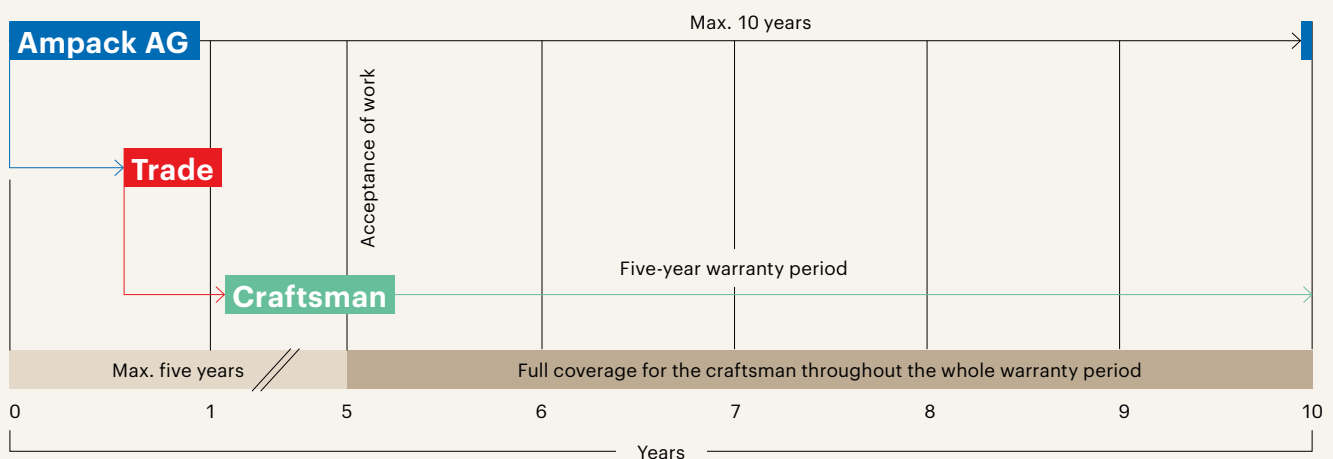 Max. 10 years
Ampack AG
Acceptance of work
Trade
Five-year warranty period
Craftsman
Max. five years
Full coverage for the craftsman throughout the whole warranty period
0 1 5 6 7 8 9 10
Years